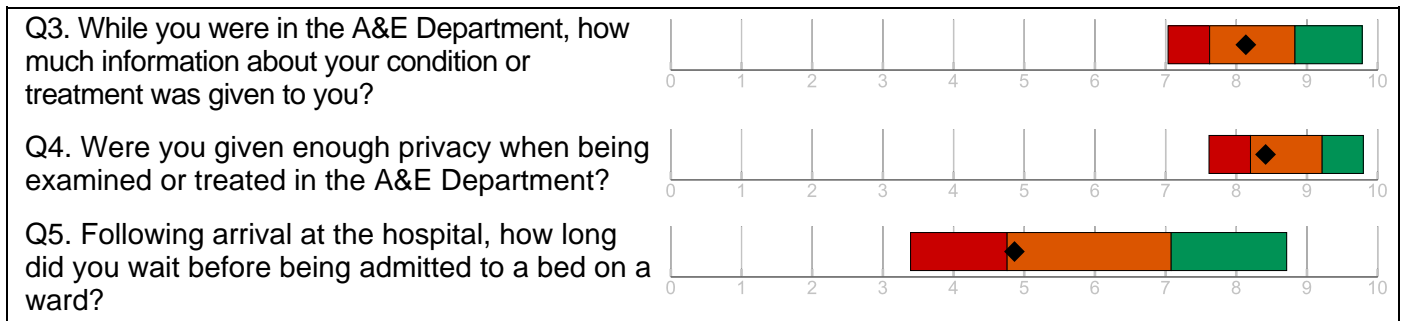 Q3. While you were in the A&E Department, how
much information about your condition or
treatment was given to you?
0 1 2 3 4 5 6 7 8 9 10
Q4. Were you given enough privacy when being
examined or treated in the A&E Department?
0 1 2 3 4 5 6 7 8 9 10
Q5. Following arrival at the hospital, how long
did you wait before being admitted to a bed on a
ward?
0 1 2 3 4 5 6 7 8 9 10